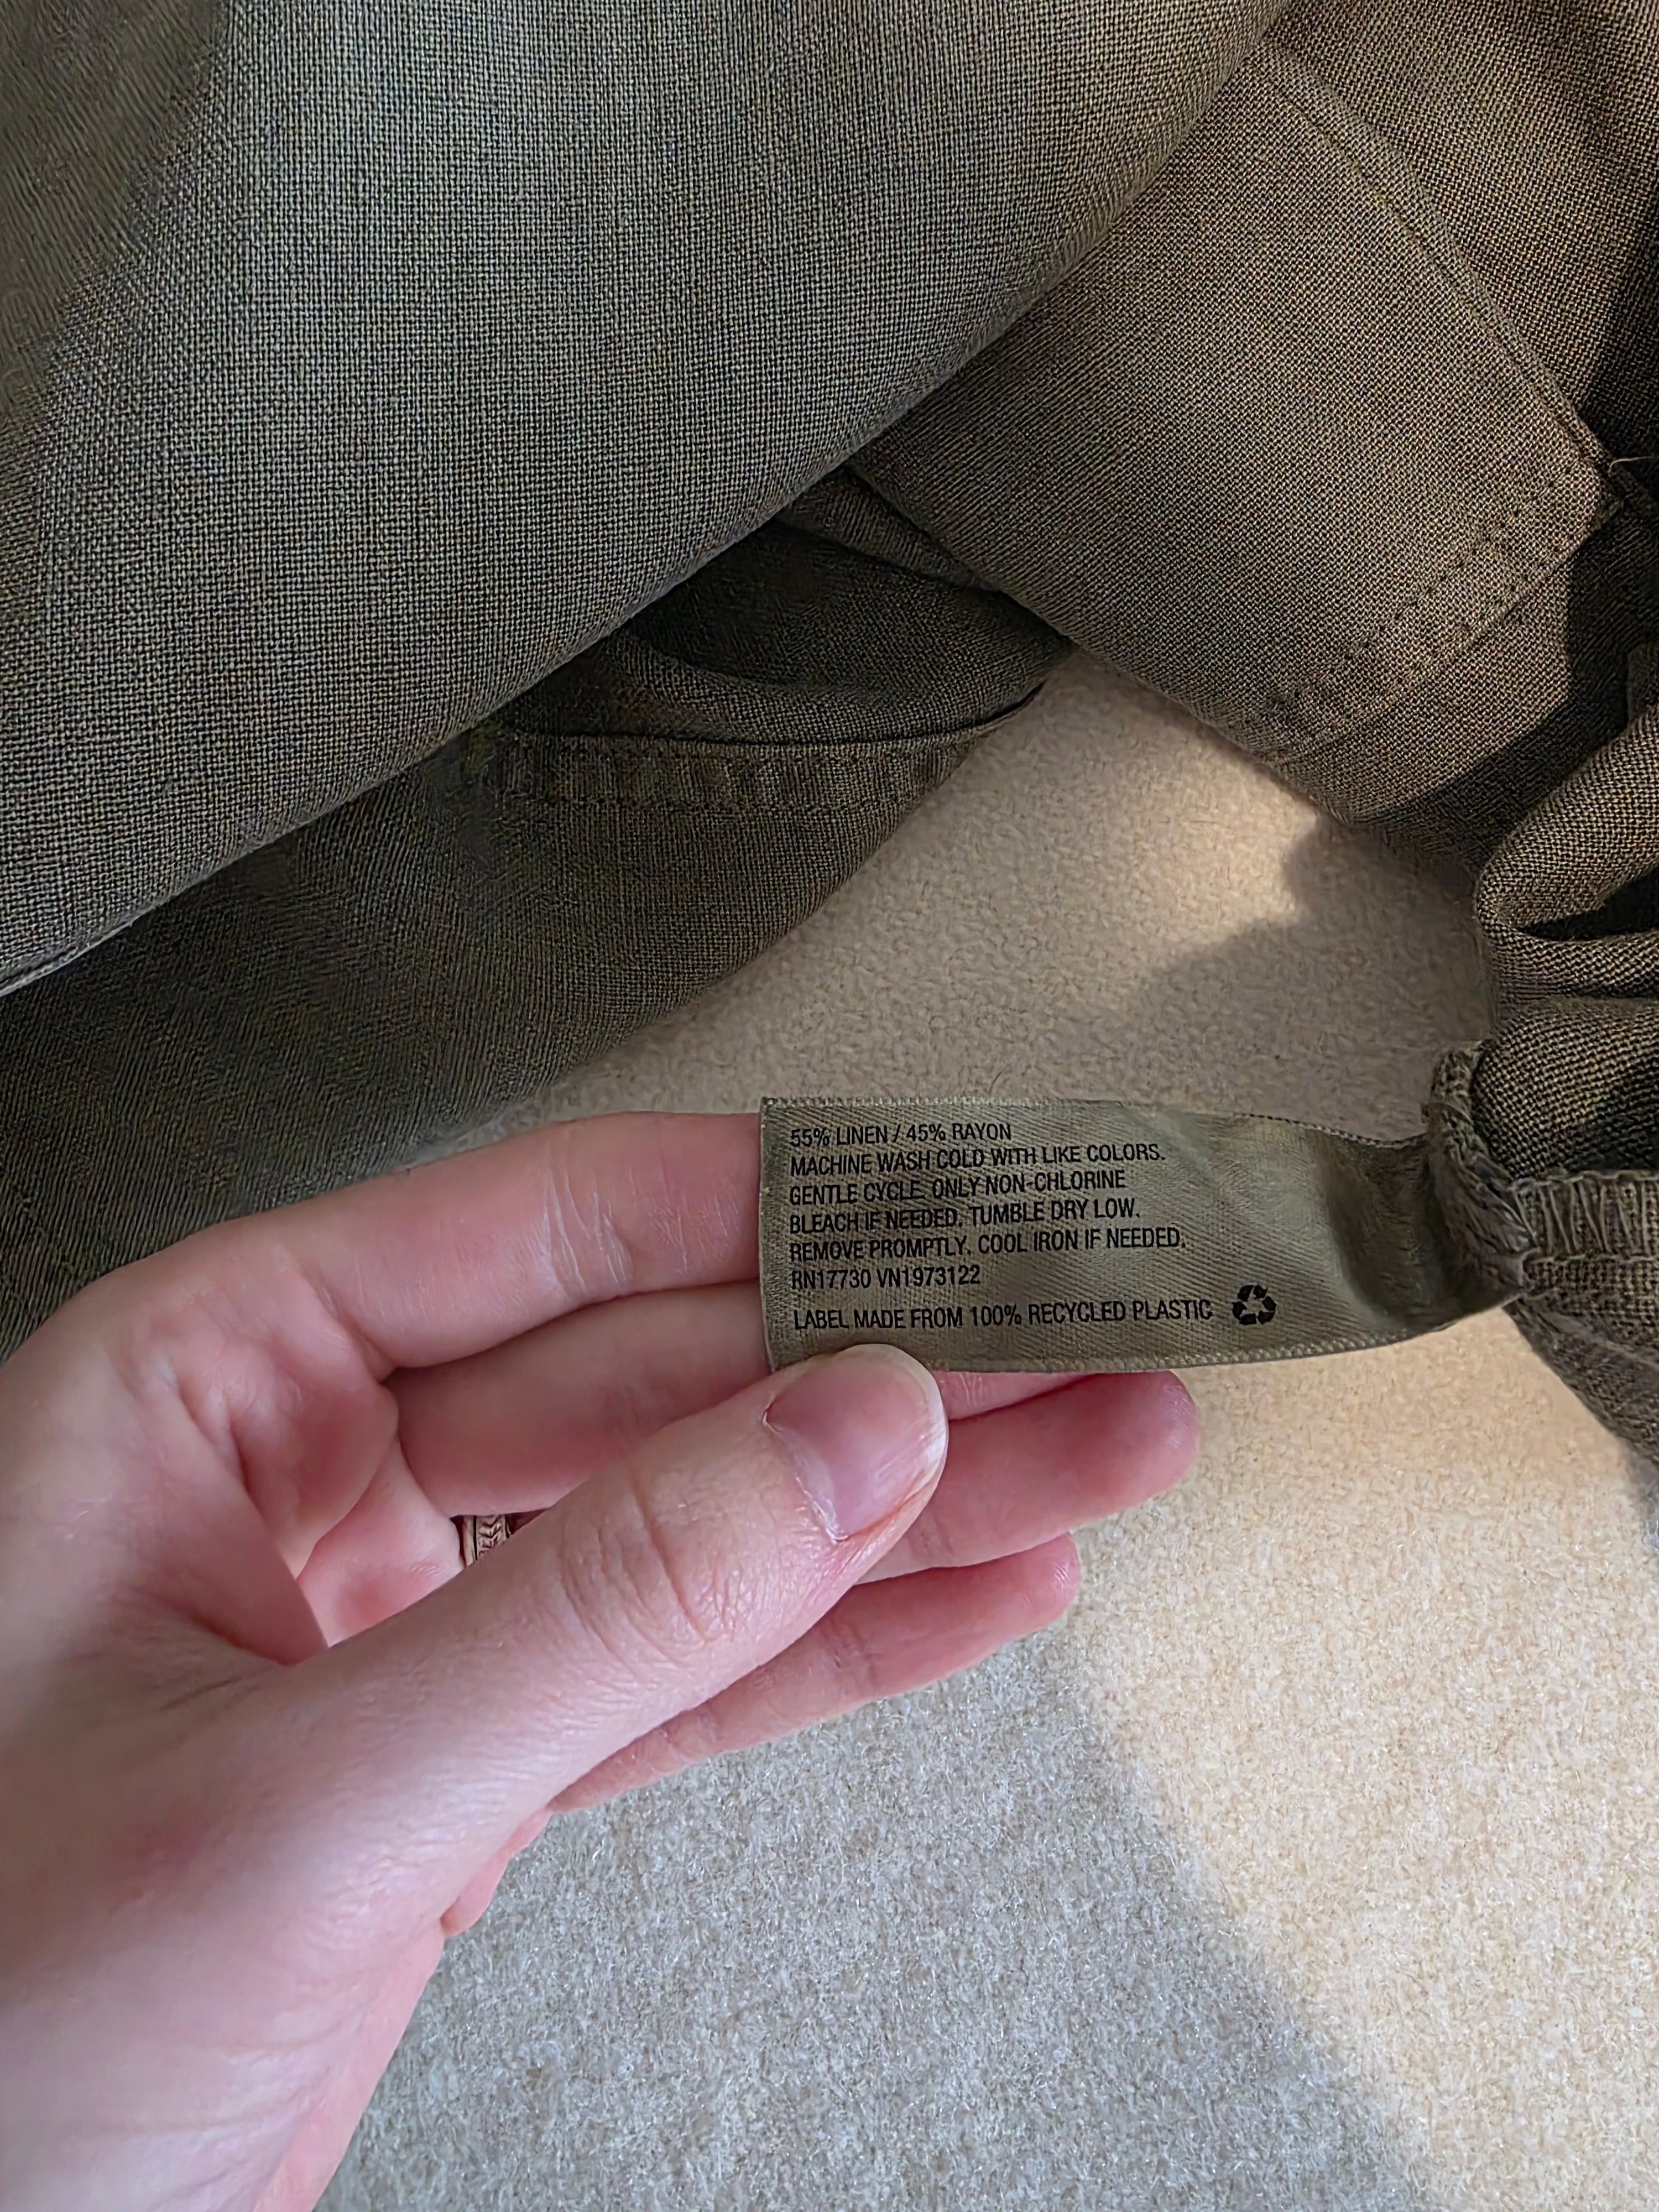 55% LINEN / 45% RAYON
MACHINE WASH COLD WITH LIKE COLORS.
GENTLE CYCLE. ONLY NON-CHLORINE
BLEACH IF NEEDED. TUMBLE DRY LOW.
REMOVE PROMPTLY. COOL IRON IF NEEDED.
RN17730 VN1973122
LABEL MADE FROM 100% RECYCLED PLASTIC